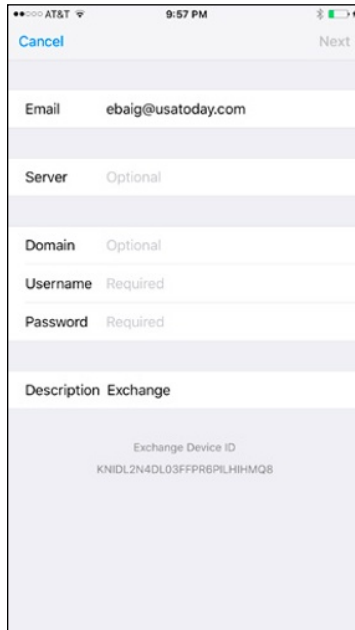 AT&T 9:57 PM
Cancel Next
Email ebaig@usatoday.com
Server Optional
Domain Optional
Username Required
Password Required
Description Exchange
Exchange Device ID
KNIDL2N4DL03FFPR6PILHIHMQ8